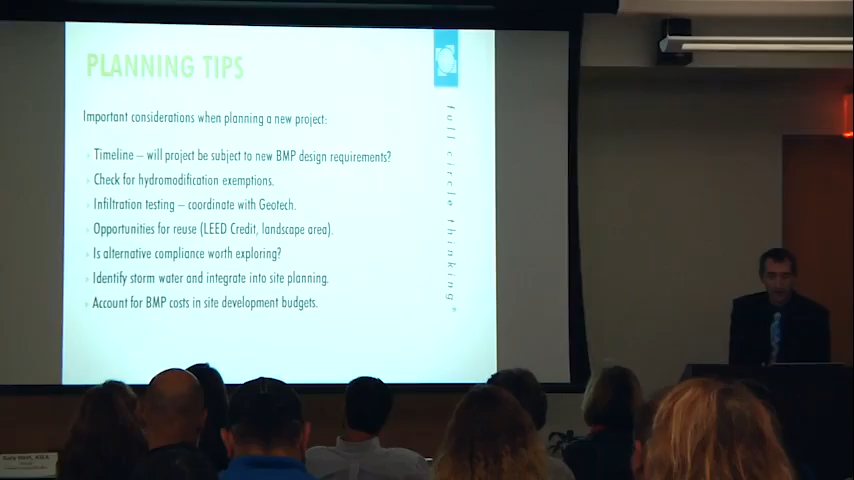 PLANNING TIPS
Important considerations when planning a new project:
Timeline – will project be subject to new BMP design requirements?
Check for hydromodification exemptions.
Infiltration testing – coordinate with Geotech.
Opportunities for reuse (LEED Credit, landscape area).
Is alternative compliance worth exploring?
Identify storm water and integrate into site planning.
Account for BMP costs in site development budgets.
full circle thinking®